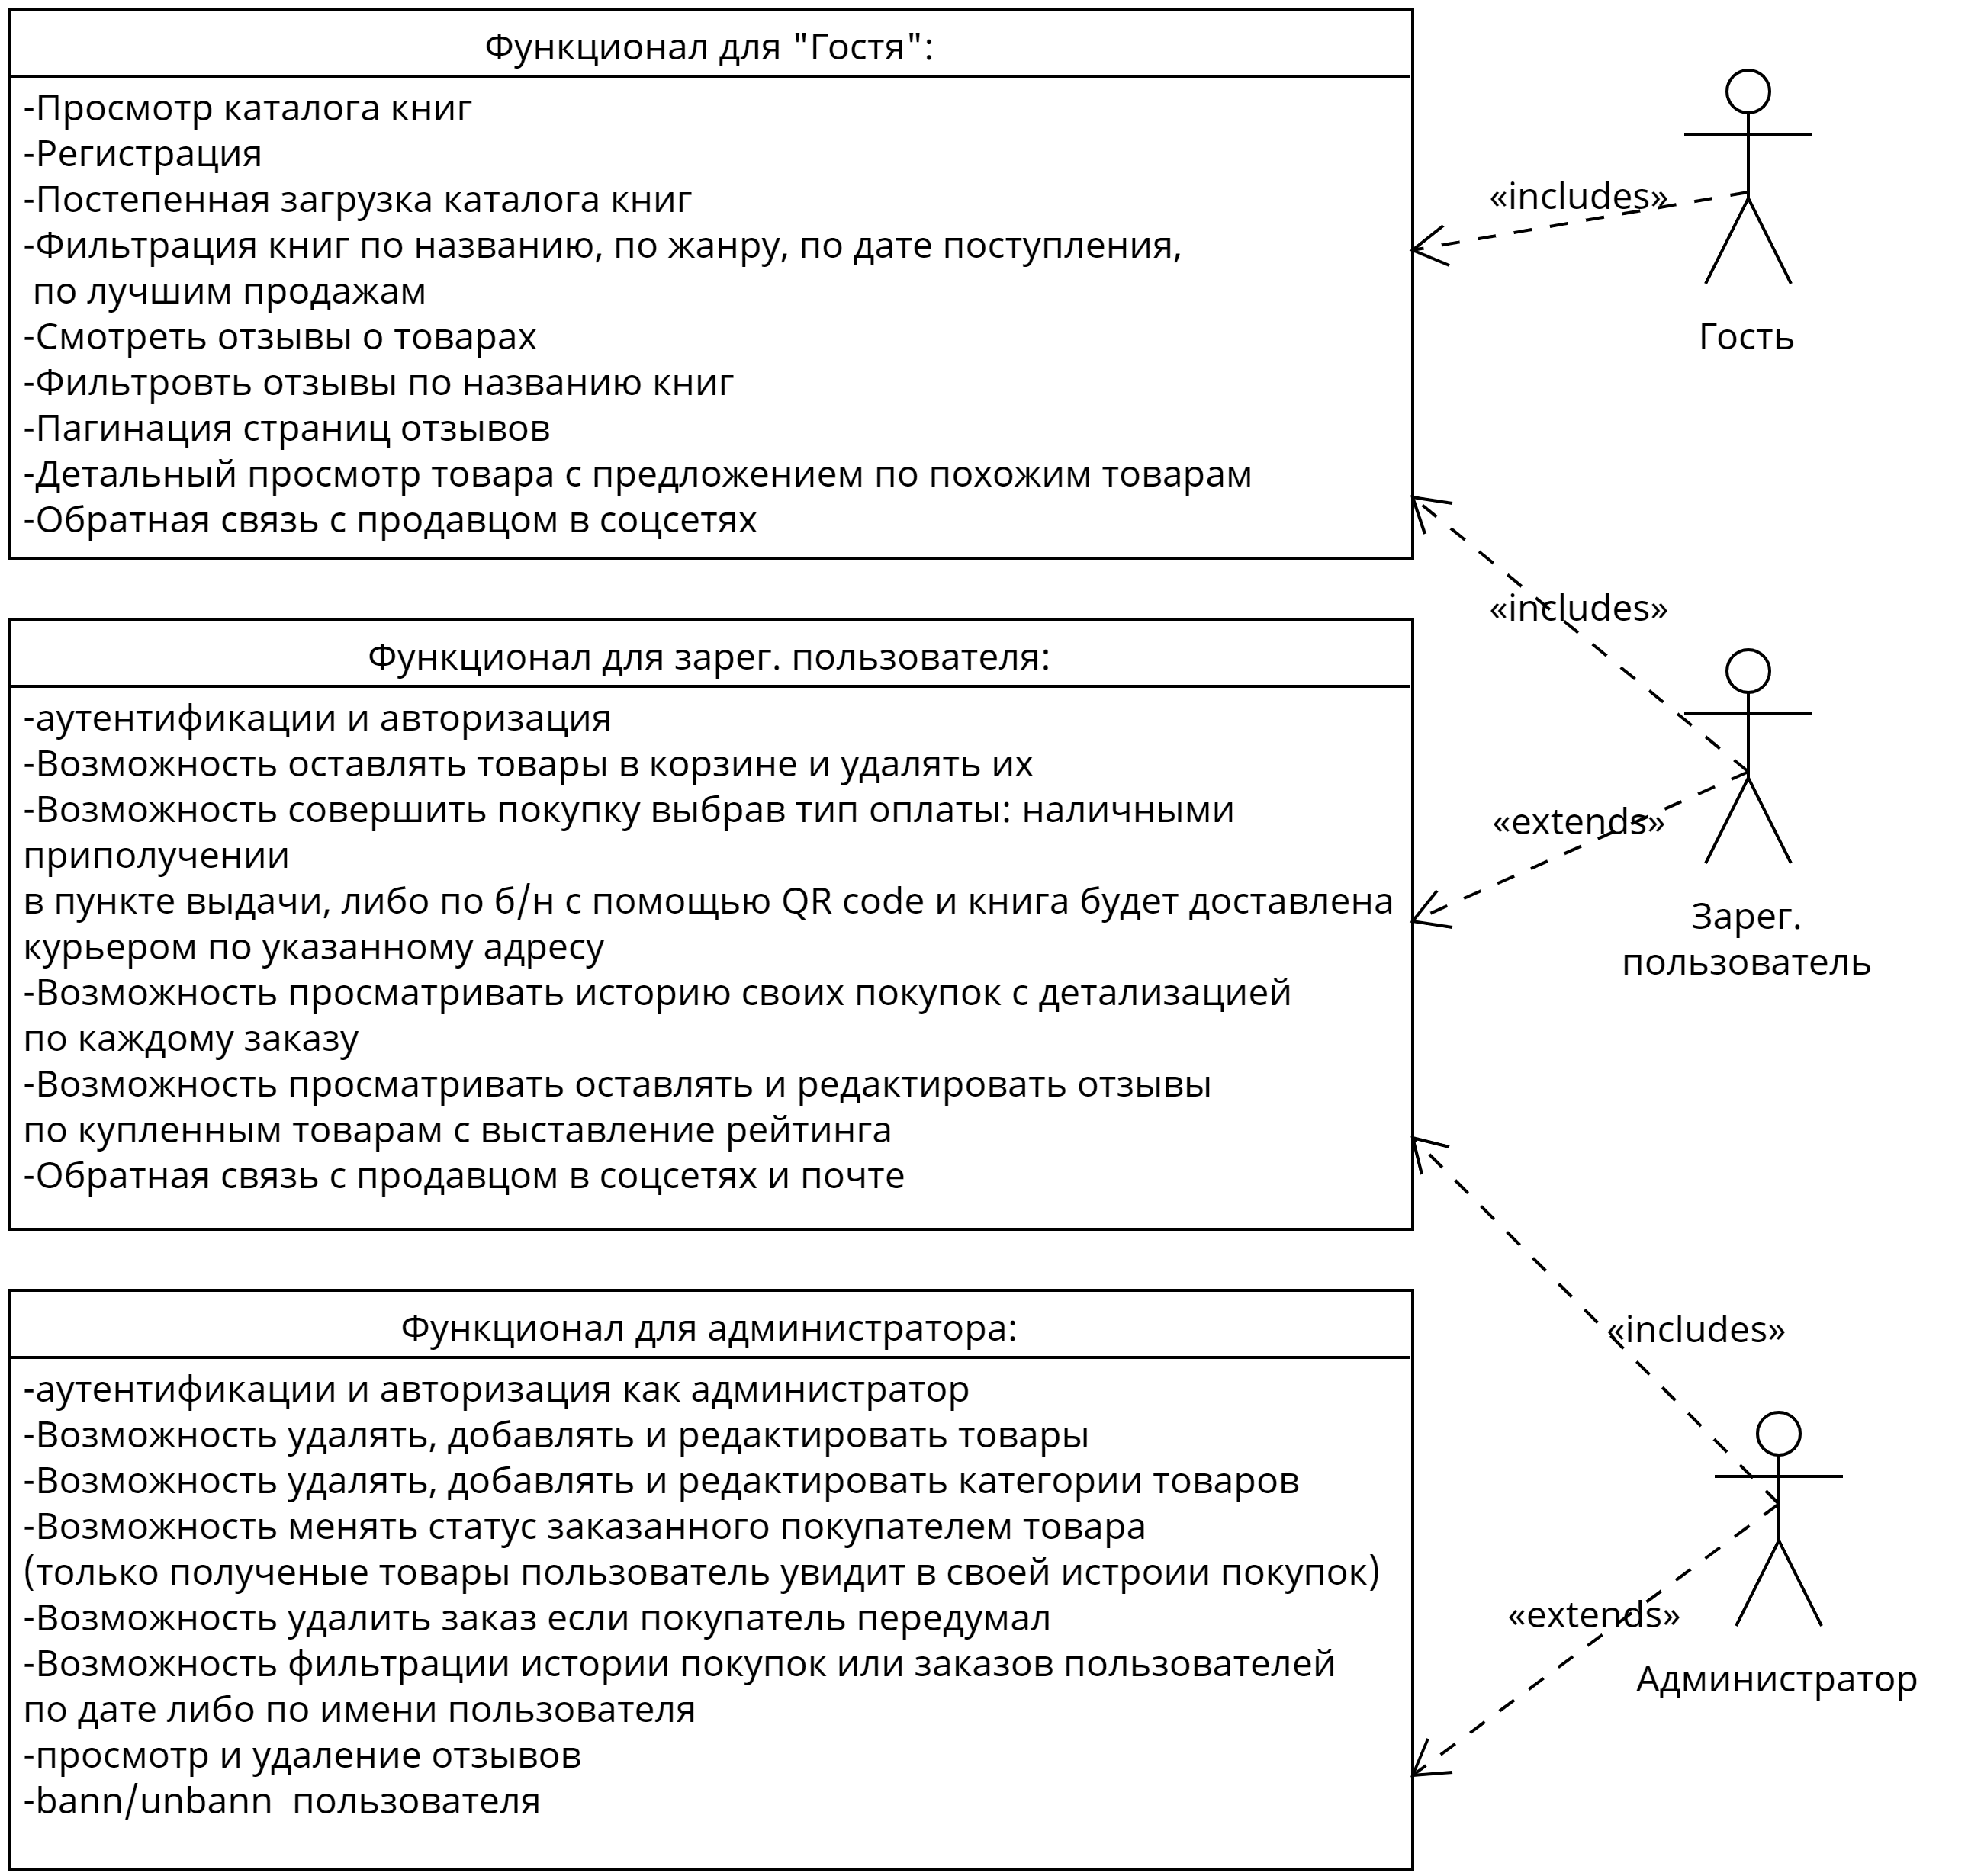 Функционал для "Гостя":
-Просмотр каталога книг
-Регистрация
-Постепенная загрузка каталога книг
-Фильтрация книг по названию, по жанру, по дате поступления,
по лучшим продажам
-Смотреть отзывы о товарах
-Фильтровть отзывы по названию книг
-Пагинация страниц отзывов
-Детальный просмотр товара с предложением по похожим товарам
-Обратная связь с продавцом в соцсетях
«includes»
Гость
«includes»
Функционал для зарег. пользователя:
-аутентификации и авторизация
-Возможность оставлять товары в корзине и удалять их
-Возможность совершить покупку выбрав тип оплаты: наличными
приполучении
в пункте выдачи, либо по б/н с помощью QR code и книга будет доставлена
курьером по указанному адресу
-Возможность просматривать историю своих покупок с детализацией
по каждому заказу
-Возможность просматривать оставлять и редактировать отзывы
по купленным товарам с выставление рейтинга
-Обратная связь с продавцом в соцсетях и почте
«extends»
Зарег.
пользователь
«includes»
Функционал для администратора:
-аутентификации и авторизация как администратор
-Возможность удалять, добавлять и редактировать товары
-Возможность удалять, добавлять и редактировать категории товаров
-Возможность менять статус заказанного покупателем товара
(только полученые товары пользователь увидит в своей истроии покупок)
-Возможность удалить заказ если покупатель передумал
-Возможность фильтрации истории покупок или заказов пользователей
по дате либо по имени пользователя
-просмотр и удаление отзывов
-bann/unbann  пользователя
«extends»
Администратор